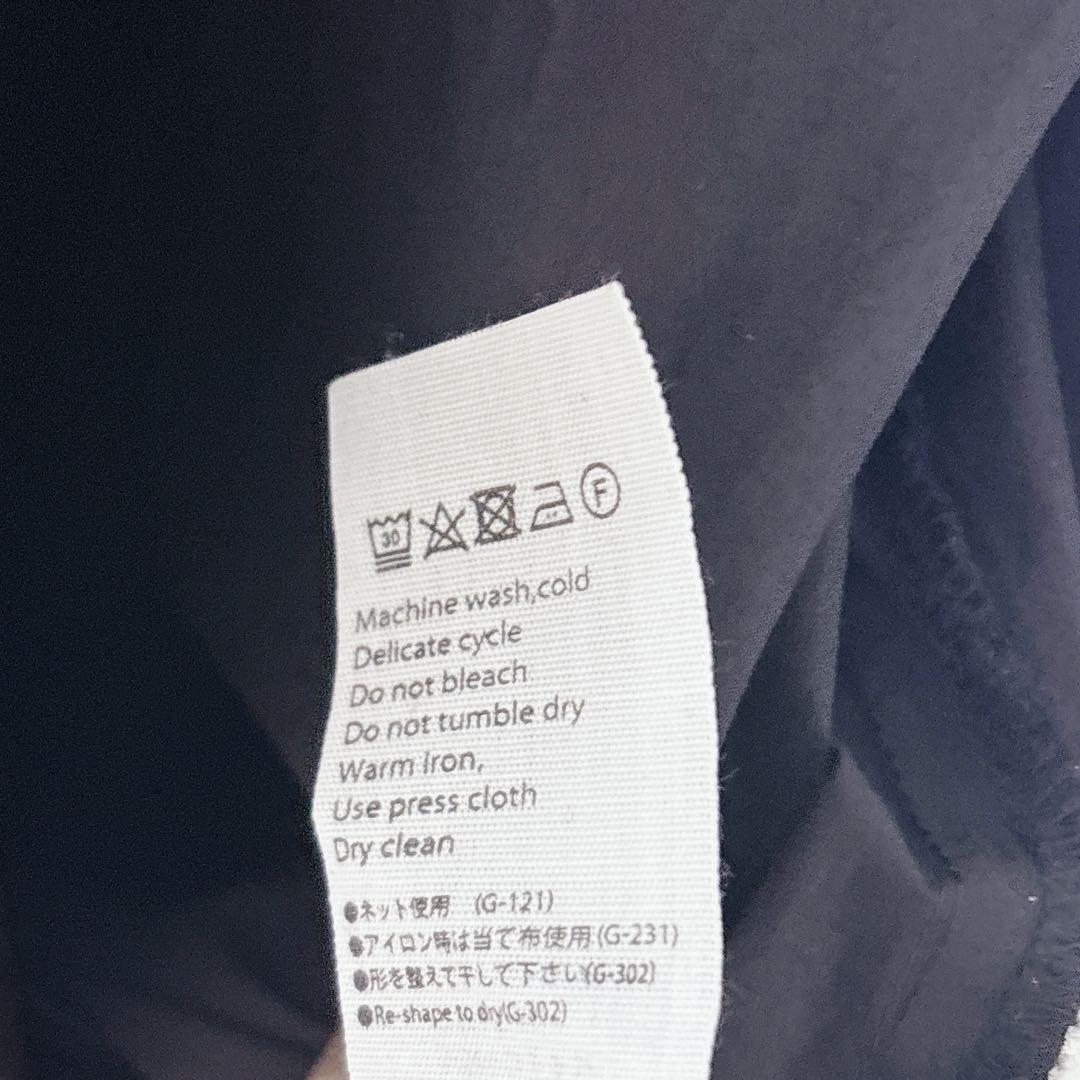 30 F
Machine wash,cold
Delicate cycle
Do not bleach
Do not tumble dry
Warm iron,
Use press cloth
Dry clean
●ネット使用 (G-121)
●アイロン時は当て布使用(G-231)
●形を整えて干して下さい(G-302)
●Re-shape to dry(G-302)